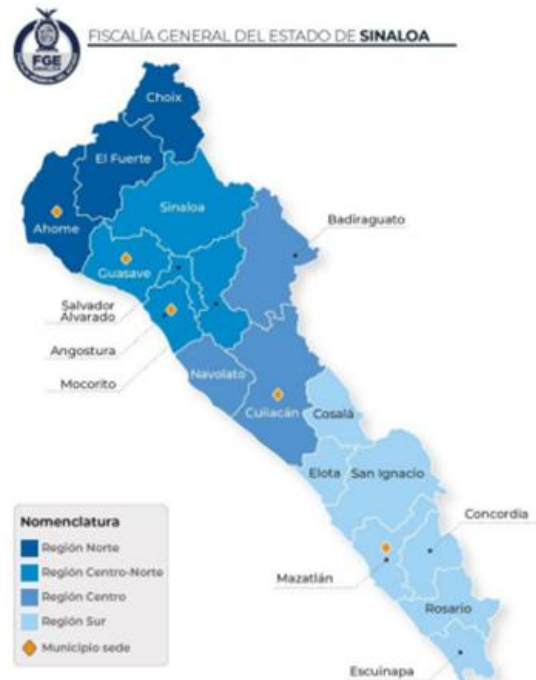 FISCALÍA GENERAL DEL ESTADO DE SINALOA
FGE
Choix
El Fuerte
Sinaloa
Badiraguato
Ahome
Guasave
Salvador
Alvarado
Angostura
Mocorito
Navolato
Culiacán
Cosalá
Elota
San Ignacio
Concordia
Mazatlán
Rosario
Escuinapa
Nomenclatura
Región Norte
Región Centro-Norte
Región Centro
Región Sur
Municipio sede